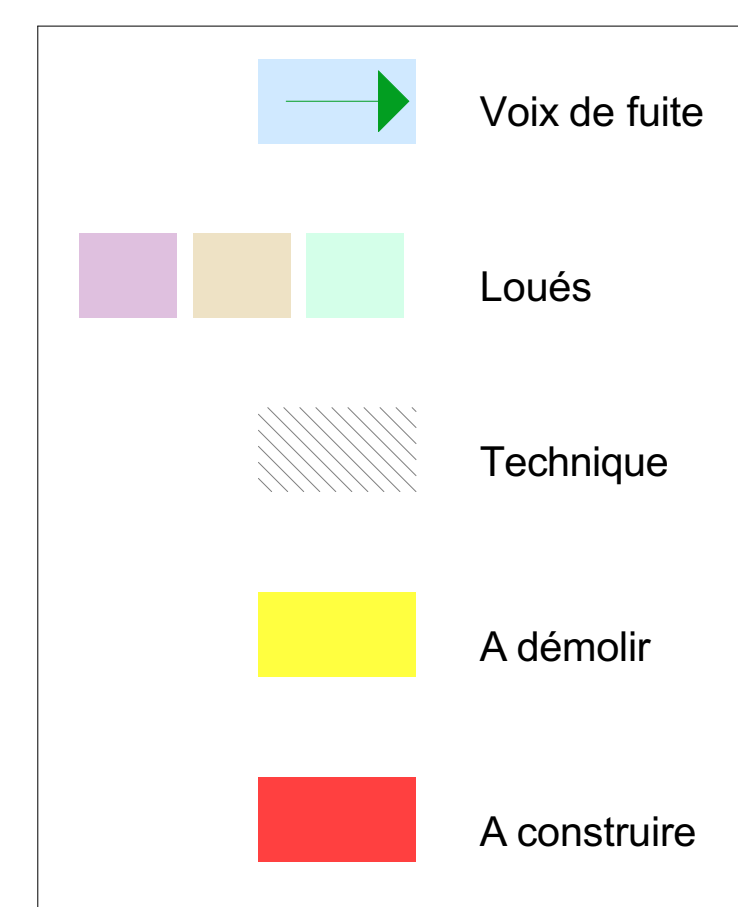 Voix de fuite
Loués
Technique
A démolir
A construire